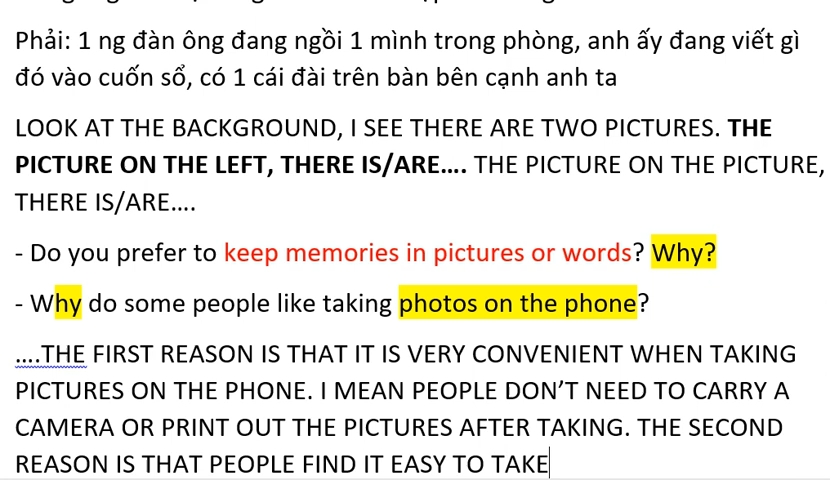 Phải: 1 ng đàn ông đang ngồi 1 mình trong phòng, anh ấy đang viết gì
đó vào cuốn sổ, có 1 cái đài trên bàn bên cạnh anh ta
LOOK AT THE BACKGROUND, I SEE THERE ARE TWO PICTURES. THE
PICTURE ON THE LEFT, THERE IS/ARE…. THE PICTURE ON THE PICTURE,
THERE IS/ARE….
- Do you prefer to keep memories in pictures or words? Why?
- Why do some people like taking photos on the phone?
….THE FIRST REASON IS THAT IT IS VERY CONVENIENT WHEN TAKING
PICTURES ON THE PHONE. I MEAN PEOPLE DON’T NEED TO CARRY A
CAMERA OR PRINT OUT THE PICTURES AFTER TAKING. THE SECOND
REASON IS THAT PEOPLE FIND IT EASY TO TAKE